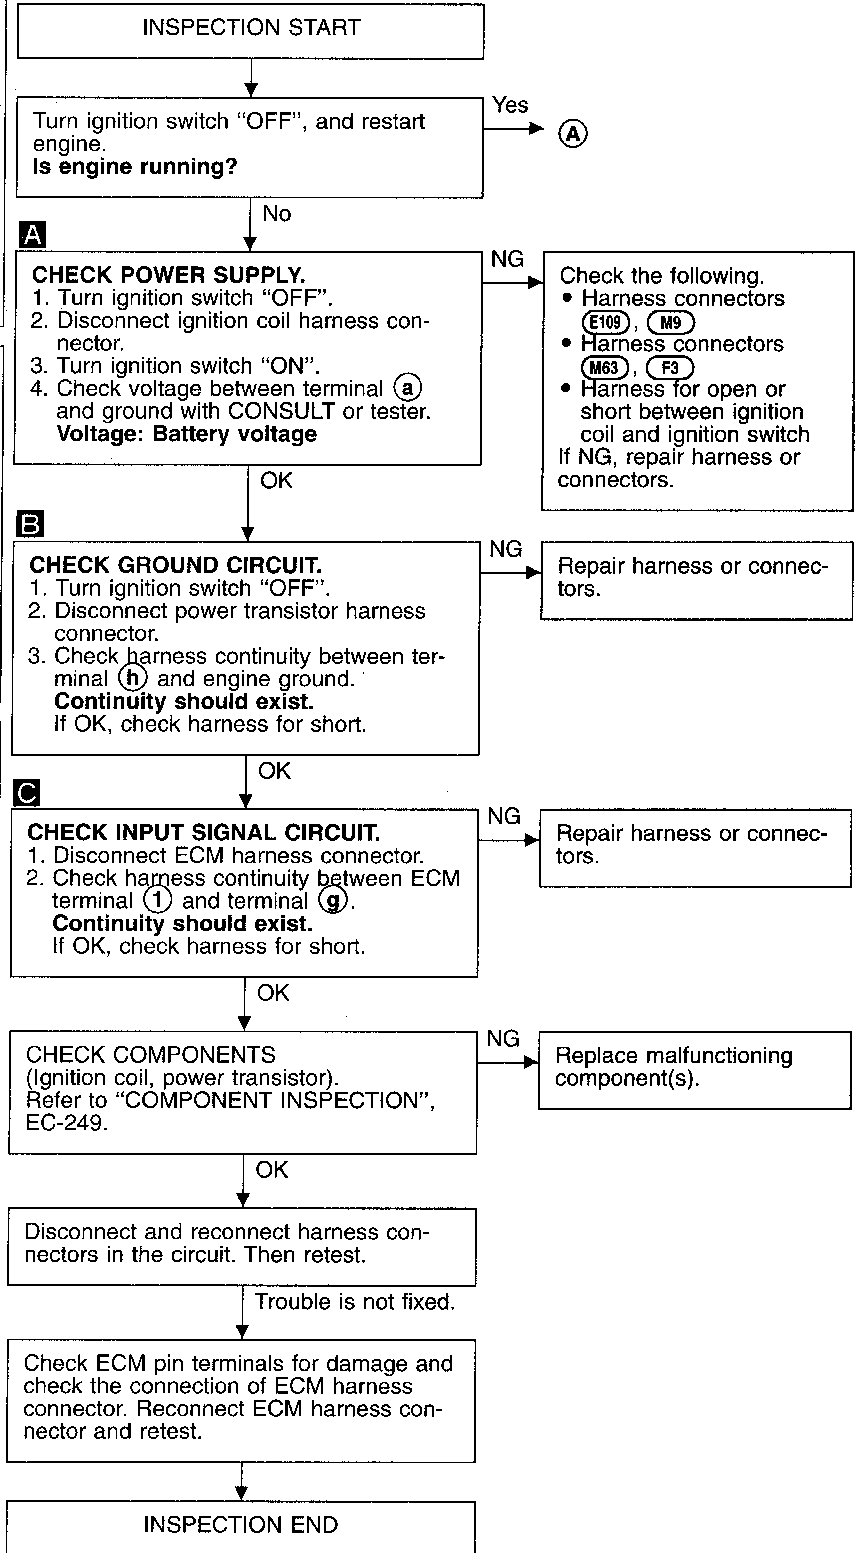 INSPECTION START
Turn ignition switch “OFF”, and restart
engine.
Is engine running?
Yes
A
No
A
CHECK POWER SUPPLY.
1. Turn ignition switch “OFF”.
2. Disconnect ignition coil harness con-
nector.
3. Turn ignition switch “ON”.
4. Check voltage between terminal a
and ground with CONSULT or tester.
Voltage: Battery voltage
NG
Check the following.
• Harness connectors
E109, M9
• Harness connectors
M63, F3
• Harness for open or
short between ignition
coil and ignition switch
If NG, repair harness or
connectors.
OK
B
CHECK GROUND CIRCUIT.
1. Turn ignition switch “OFF”.
2. Disconnect power transistor harness
connector.
3. Check harness continuity between ter-
minal h and engine ground.
Continuity should exist.
If OK, check harness for short.
NG
Repair harness or connec-
tors.
OK
C
CHECK INPUT SIGNAL CIRCUIT.
1. Disconnect ECM harness connector.
2. Check harness continuity between ECM
terminal 1 and terminal g.
Continuity should exist.
If OK, check harness for short.
NG
Repair harness or connec-
tors.
OK
CHECK COMPONENTS
(Ignition coil, power transistor).
Refer to “COMPONENT INSPECTION”,
EC-249.
NG
Replace malfunctioning
component(s).
OK
Disconnect and reconnect harness con-
nectors in the circuit. Then retest.
Trouble is not fixed.
Check ECM pin terminals for damage and
check the connection of ECM harness
connector. Reconnect ECM harness con-
nector and retest.
INSPECTION END